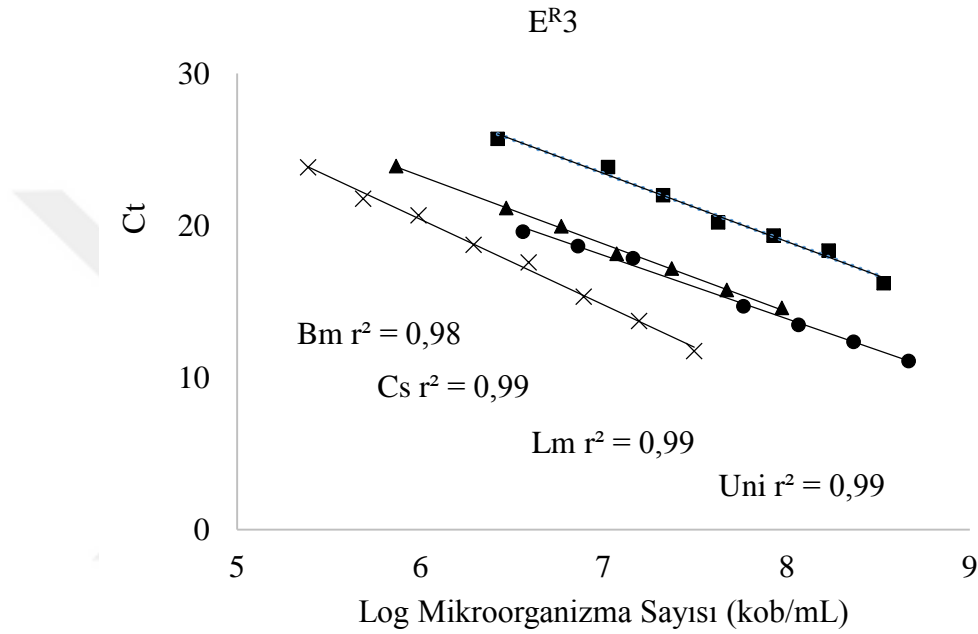 Eᴿ3
30
20
10
0
Ct
Bm r² = 0,98
Cs r² = 0,99
Lm r² = 0,99
Uni r² = 0,99
5 6 7 8 9
Log Mikroorganizma Sayısı (kob/mL)